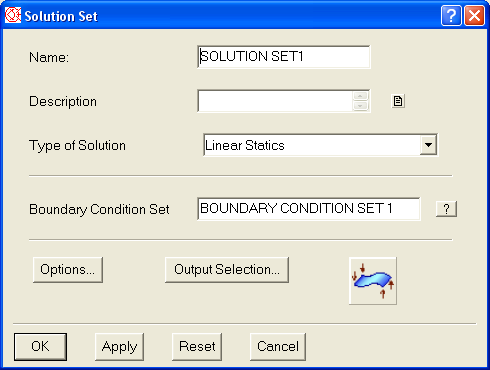 Solution Set
?
Name: SOLUTION SET1
Description
Type of Solution Linear Statics
Boundary Condition Set BOUNDARY CONDITION SET 1 ?
Options... Output Selection...
OK Apply Reset Cancel